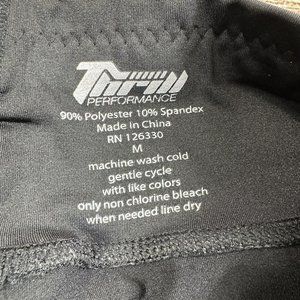 Thrill
PERFORMANCE
90% Polyester 10% Spandex
Made in China
RN 126330
M
machine wash cold
gentle cycle
with like colors
only non chlorine bleach
when needed line dry